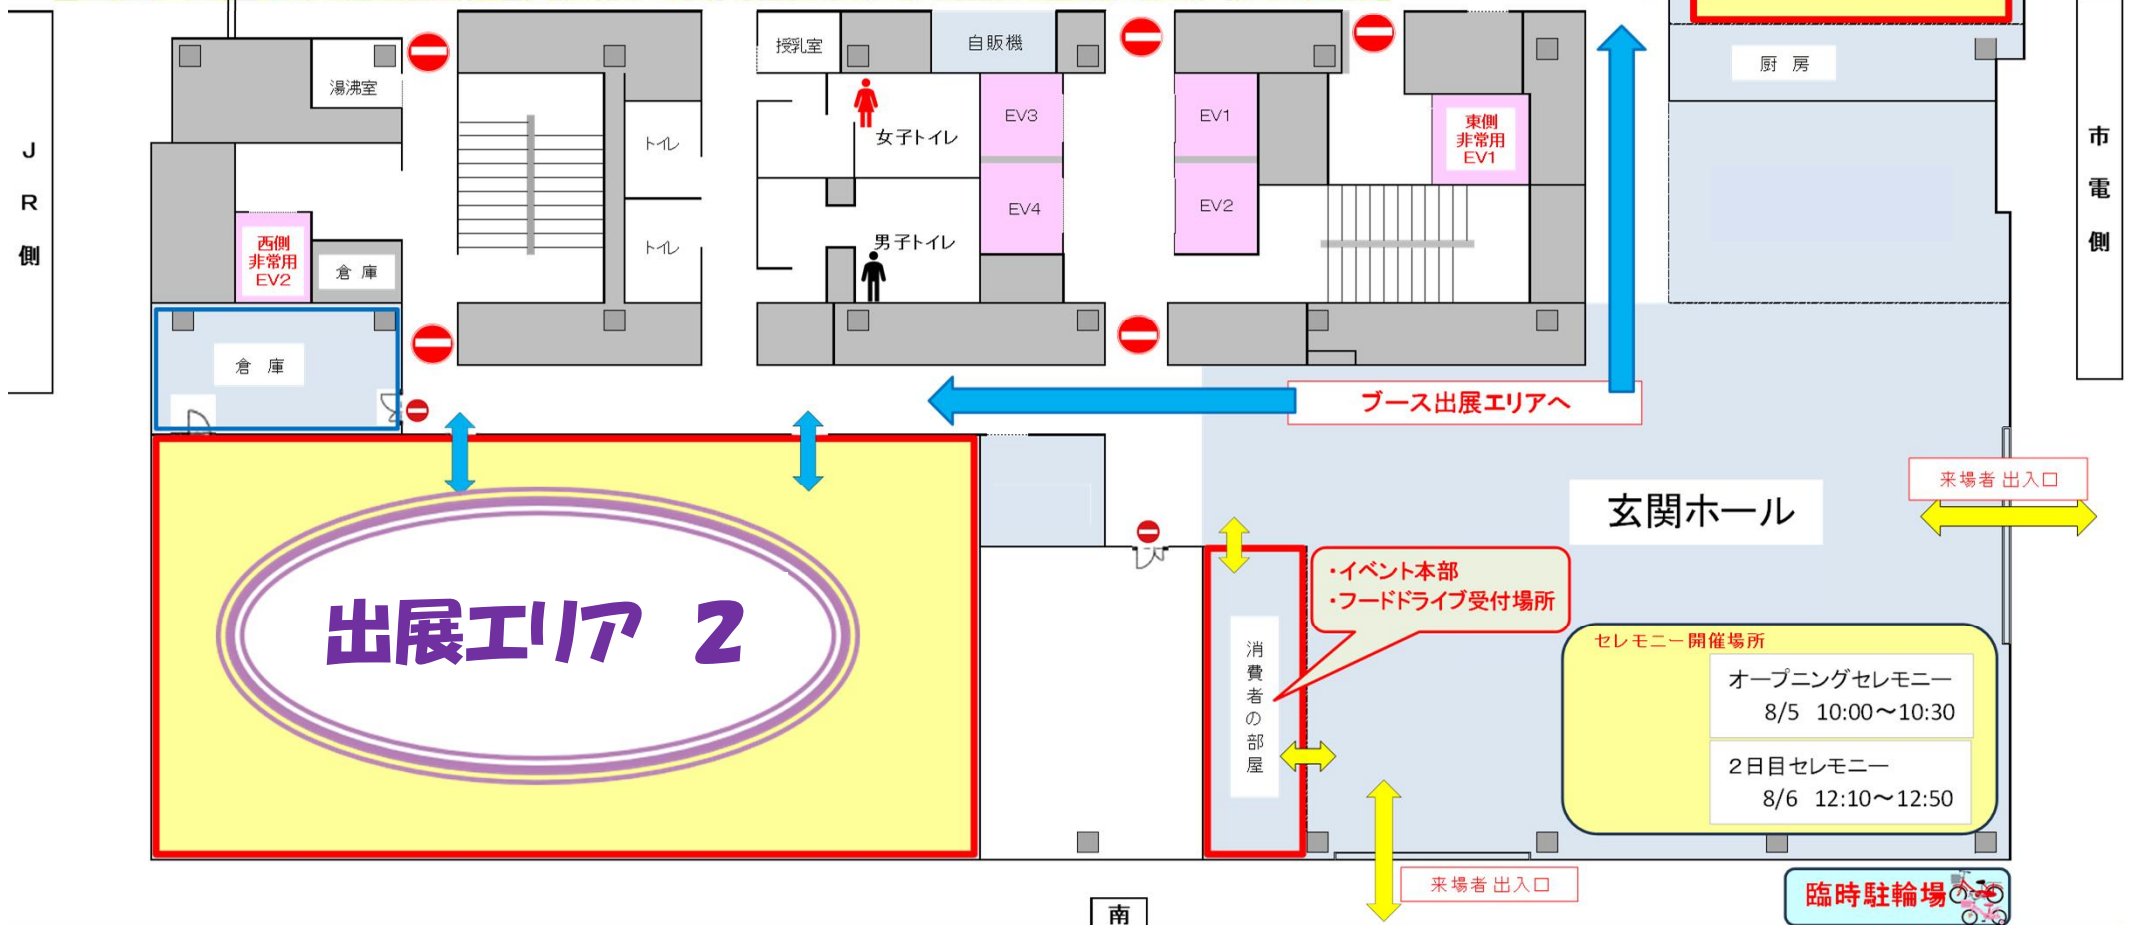 授乳室
自販機
湯沸室
厨 房
JR側
市電側
トイレ
トイレ
女子トイレ
男子トイレ
EV3
EV4
EV1
EV2
東側
非常用
EV1
西側
非常用
EV2
倉 庫
倉 庫
ブース出展エリアへ
来場者 出入口
玄関ホール
・イベント本部
・フードドライブ受付場所
出展エリア 2
消費者の部屋
セレモニー開催場所
オープニングセレモニー
8/5 10:00～10:30
2日目セレモニー
8/6 12:10～12:50
来場者 出入口
臨時駐輪場
南